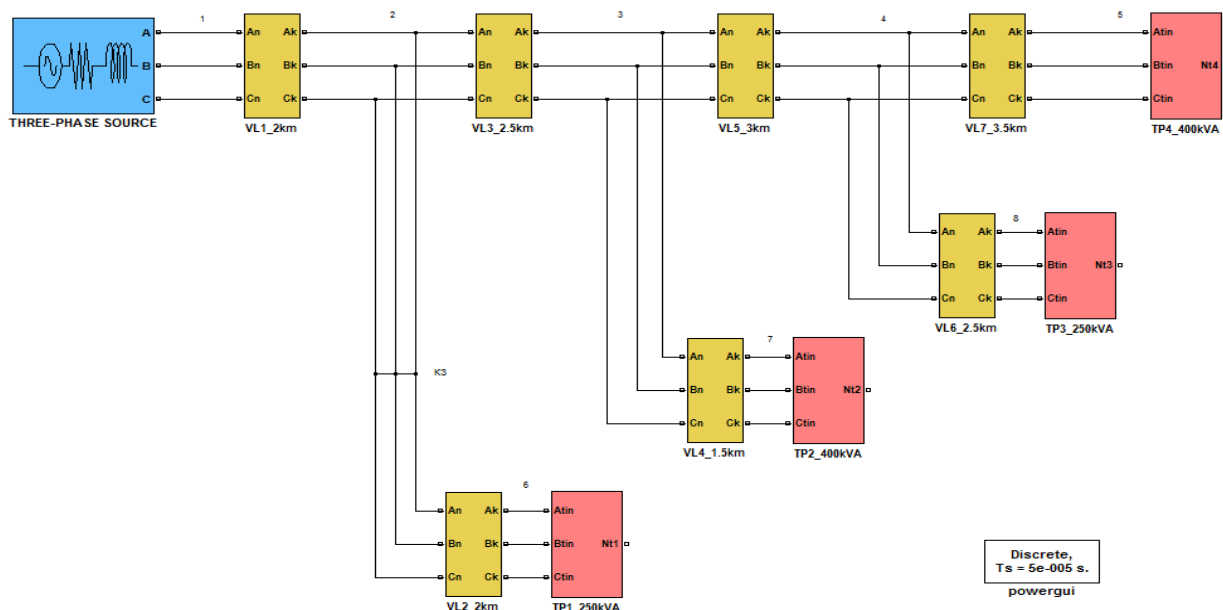 1 2 3 4 5
A An Ak An Ak An Ak An Ak Atin
B Bn Bk Bn Bk Bn Bk Bn Bk Btin Nt4
C Cn Ck Cn Ck Cn Ck Cn Ck Ctin
THREE-PHASE SOURCE VL1_2km VL3_2.5km VL5_3km VL7_3.5km TP4_400kVA
8
An Ak Atin
Bn Bk Btin Nt3
Cn Ck Ctin
VL6_2.5km TP3_250kVA
7
An Ak Atin
K3
Bn Bk Btin Nt2
Cn Ck Ctin
VL4_1.5km TP2_400kVA
6
An Ak Atin
Bn Bk Btin Nt1
Cn Ck Ctin
VL2_2km TP1_250kVA
Discrete,
Ts = 5e-005 s.
powergui